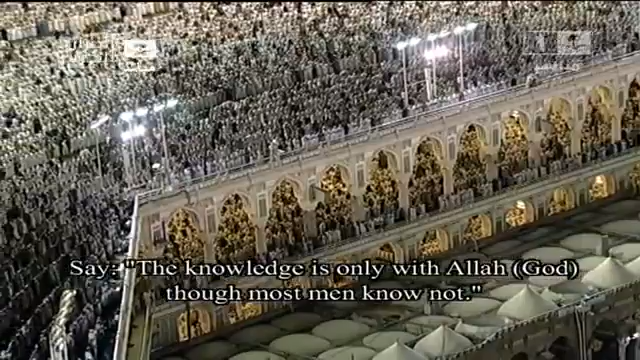 Say: "The knowledge is only with Allah (God)
though most men know not."